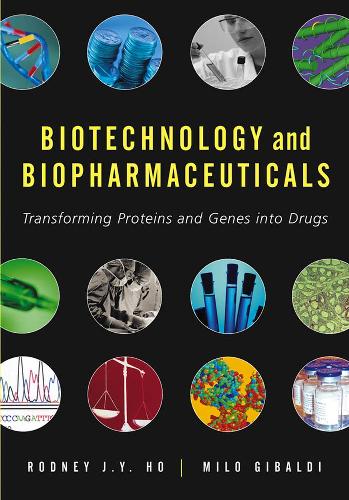 BIOTECHNOLOGY and
BIOPHARMACEUTICALS
Transforming Proteins and Genes into Drugs
RODNEY J.Y. HO | MILO GIBALDI